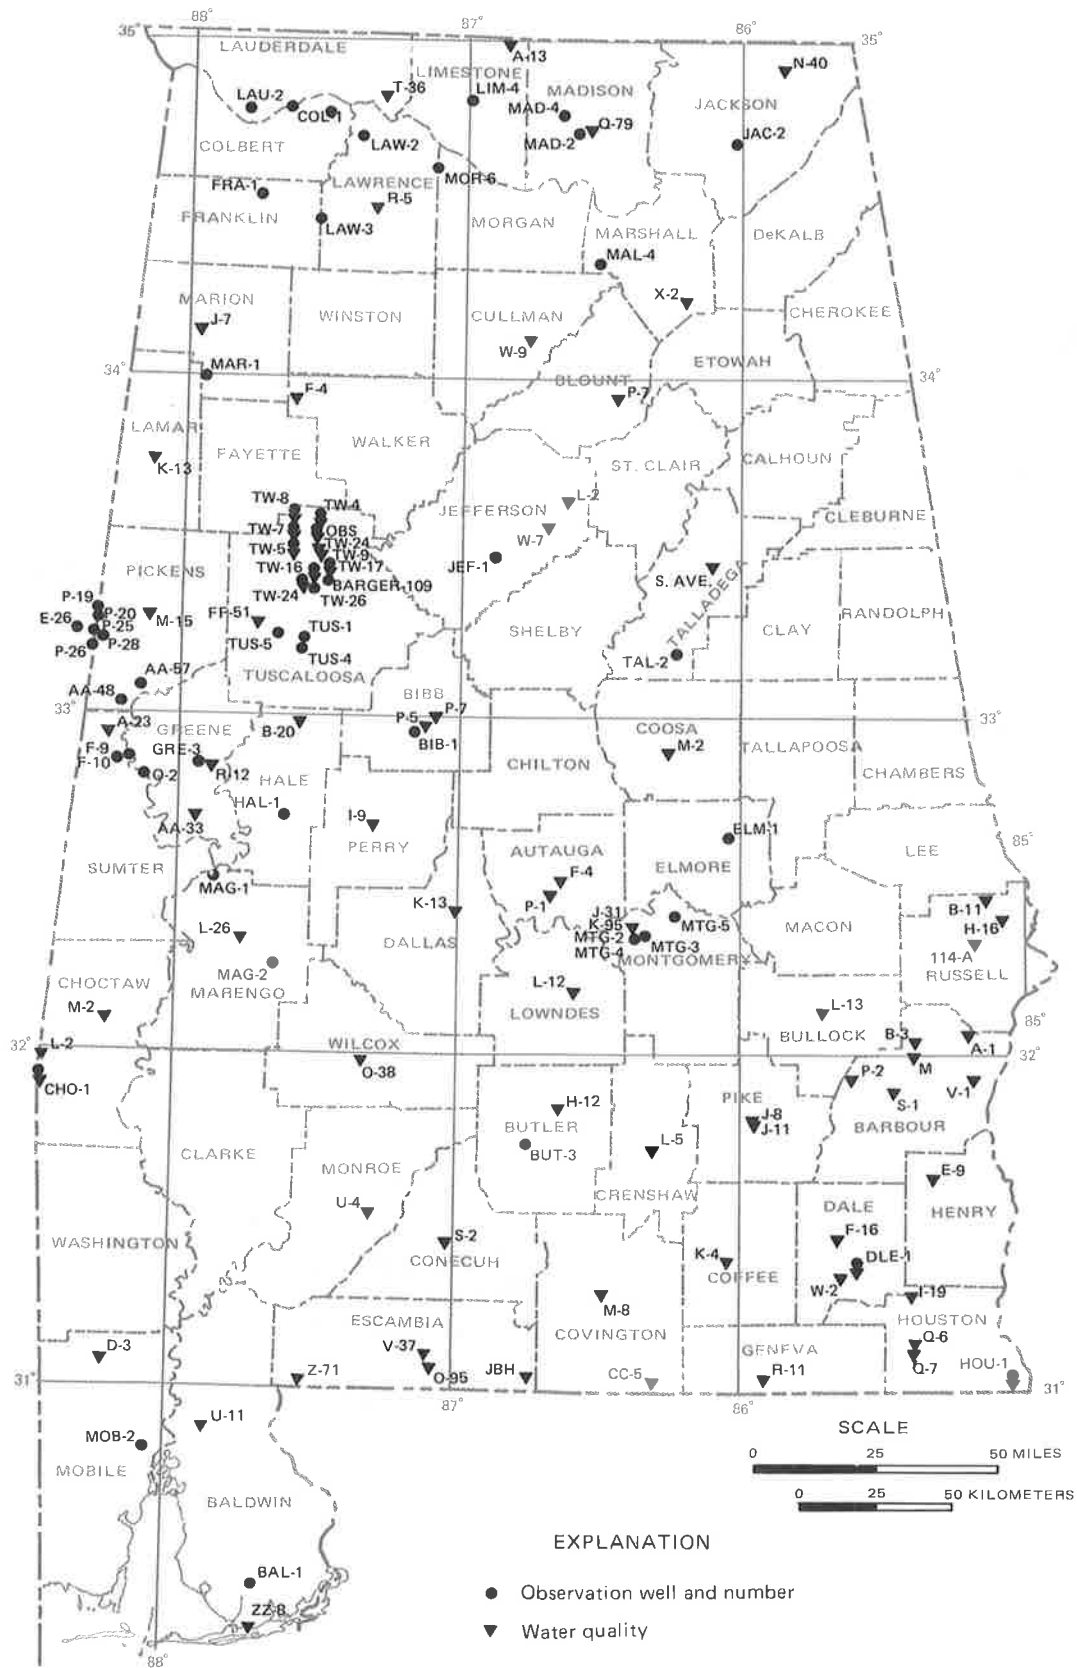 88°
87°
86°
35°
35°
LAUDERDALE
A-13
N-40
LIMESTONE
T-36
LIM-4
MADISON
JACKSON
LAU-2
COL-1
MAD-4
Q-79
LAW-2
MAD-2
JAC-2
COLBERT
FRA-1
LAWRENCE
MOR-6
R-5
FRANKLIN
LAW-3
MORGAN
MARSHALL
DeKALB
MAL-4
MARION
X-2
J-7
WINSTON
CULLMAN
CHEROKEE
W-9
MAR-1
ETOWAH
34°
34°
BLOUNT
F-4
P-7
LAMAR
WALKER
K-13
FAYETTE
ST. CLAIR
CALHOUN
TW-8
TW-4
L-2
JEFFERSON
CLEBURNE
TW-7
OBS
W-7
TW-5
TW-24
TW-9
TW-16
TW-17
JEF-1
PICKENS
S. AVE.
BARGER-109
TW-24
TW-26
TALLADEGA
P-19
P-20
M-15
FF-51
RANDOLPH
E-26
P-25
TUS-1
SHELBY
CLAY
P-26
P-28
TUS-5
TUS-4
TAL-2
AA-57
TUSCALOOSA
AA-48
BIBB
33°
P-7
33°
A-23
GREENE
B-20
P-5
COOSA
BIB-1
F-9
GRE-3
M-2
TALLAPOOSA
F-10
R-12
CHILTON
O-2
HALE
CHAMBERS
HAL-1
AA-33
I-9
ELM-1
PERRY
AUTAUGA
LEE
85°
SUMTER
ELMORE
F-4
MAG-1
P-1
K-13
J-31
B-11
K-95
MTG-5
MACON
H-16
L-26
MTG-2
DALLAS
MTG-4
MTG-3
114-A
MONTGOMERY
MAG-2
RUSSELL
CHOCTAW
MARENGO
L-12
M-2
LOWNDES
L-13
85°
BULLOCK
B-3
A-1
32°
L-2
WILCOX
32°
O-38
M
CHO-1
P-2
V-1
H-12
PIKE
S-1
J-8
BUTLER
J-11
BARBOUR
CLARKE
L-5
BUT-3
MONROE
E-9
CRENSHAW
U-4
DALE
HENRY
F-16
WASHINGTON
S-2
K-4
DLE-1
CONECUH
COFFEE
W-2
I-19
M-8
HOUSTON
ESCAMBIA
COVINGTON
Q-6
D-3
V-37
GENEVA
Z-71
O-95
JBH
CC-5
R-11
Q-7
HOU-1
31°
31°
87°
86°
U-11
MOB-2
SCALE
0 25 50 MILES
MOBILE
0 25 50 KILOMETERS
BALDWIN
EXPLANATION
BAL-1
Observation well and number
ZZ-8
Water quality
88°